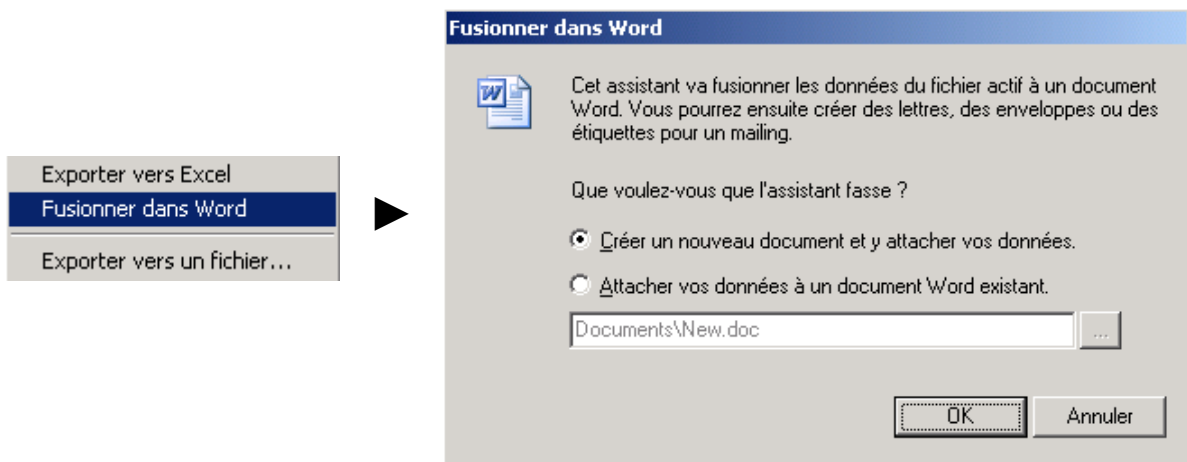 Exporter vers Excel
Fusionner dans Word
Exporter vers un fichier...
Fusionner dans Word
Cet assistant va fusionner les données du fichier actif à un document
Word. Vous pourrez ensuite créer des lettres, des enveloppes ou des
étiquettes pour un mailing.
Que voulez-vous que l'assistant fasse ?
Créer un nouveau document et y attacher vos données.
Attacher vos données à un document Word existant.
Documents\New.doc
...
OK
Annuler